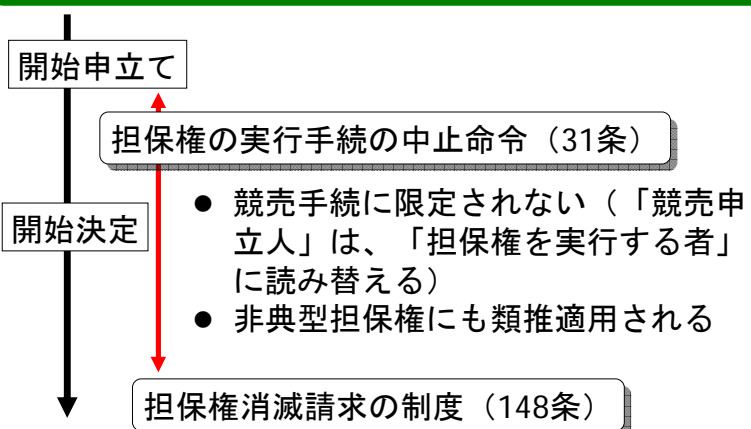 開始申立て
担保権の実行手続の中止命令（31条）
● 競売手続に限定されない（「競売申
立人」は、「担保権を実行する者」
に読み替える）
● 非典型担保権にも類推適用される
開始決定
担保権消滅請求の制度（148条）